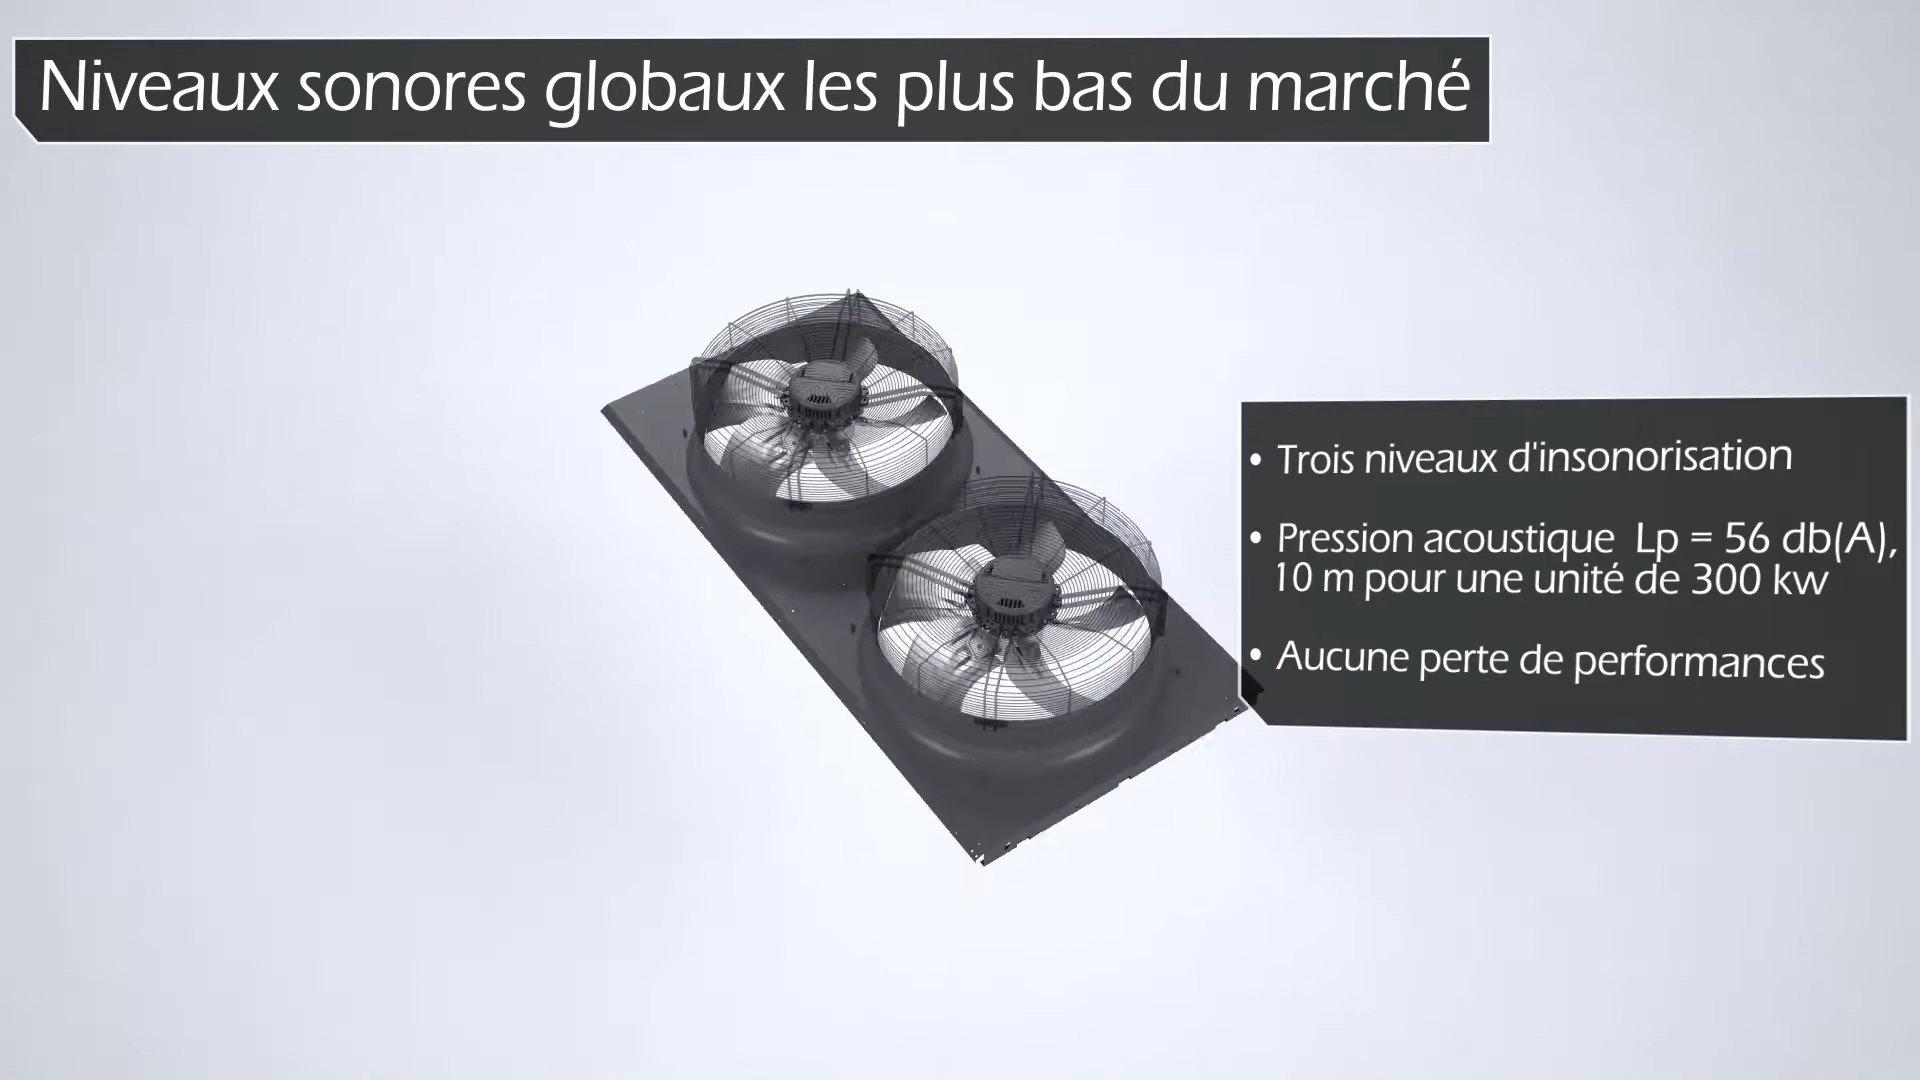 Niveaux sonores globaux les plus bas du marché
• Trois niveaux d'insonorisation
• Pression acoustique Lp = 56 db(A),
10 m pour une unité de 300 kw
• Aucune perte de performances